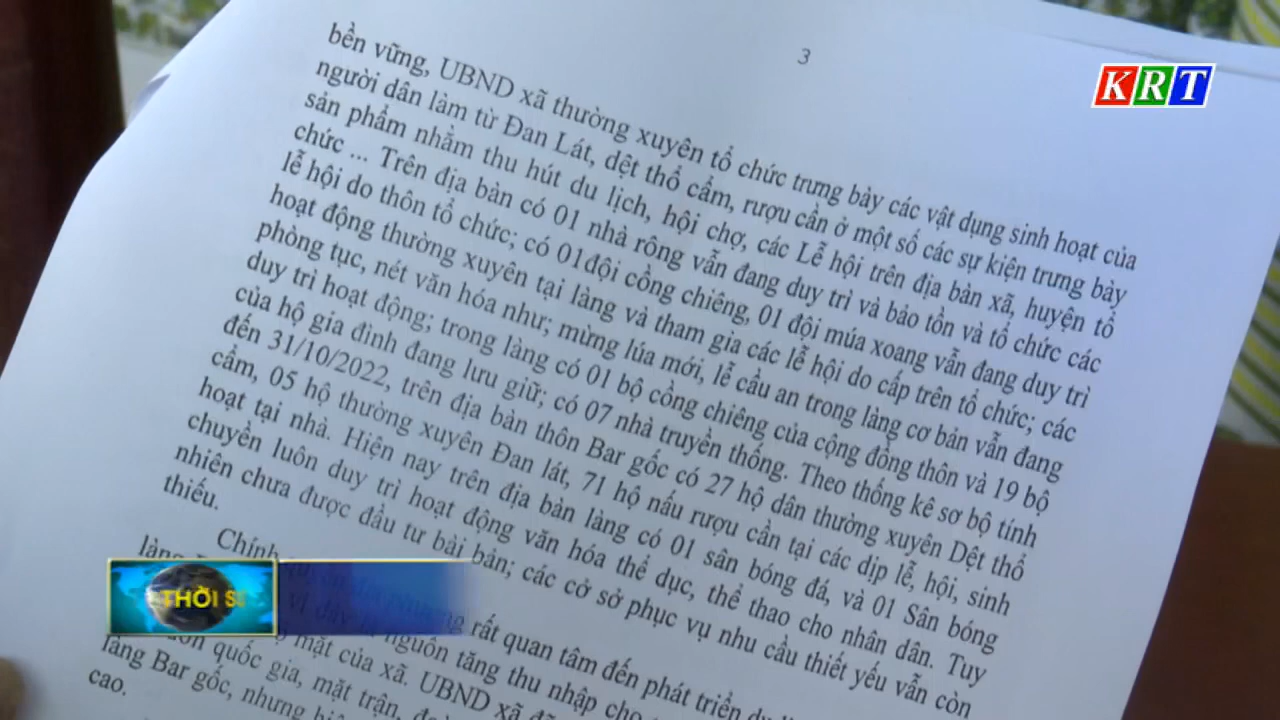 3
KRT
bền vững, UBND xã thường xuyên tổ chức trưng bày các vật dụng sinh hoạt của
người dân làm từ Đan Lát, dệt thổ cẩm, rượu cần ở một số các sự kiện trưng bày
sản phẩm nhằm thu hút du lịch, hội chợ, các Lễ hội trên địa bàn xã, huyện tổ
chức ... Trên địa bàn có 01 nhà rông vẫn đang duy trì và bảo tồn và tổ chức các
lễ hội do thôn tổ chức; có 01đội cồng chiêng, 01 đội múa xoang vẫn đang duy trì
hoạt động thường xuyên tại làng và tham gia các lễ hội do cấp trên tổ chức; các
phòng tục, nét văn hóa như; mừng lúa mới, lễ cầu an trong làng cơ bản vẫn đang
duy trì hoạt động; trong làng có 01 bộ cồng chiêng của cộng đồng thôn và 19 bộ
của hộ gia đình đang lưu giữ; có 07 nhà truyền thống. Theo thống kê sơ bộ tính
đến 31/10/2022, trên địa bàn thôn Bar gốc có 27 hộ dân thường xuyên Dệt thổ
cẩm, 05 hộ thường xuyên Đan lát, 71 hộ nấu rượu cần tại các dịp lễ, hội, sinh
hoạt tại nhà. Hiện nay trên địa bàn làng có 01 sân bóng đá, và 01 Sân bóng
chuyền luôn duy trì hoạt động văn hóa thể dục, thể thao cho nhân dân. Tuy
nhiên chưa được đầu tư bài bản; các cở sở phục vụ nhu cầu thiết yếu vẫn còn
thiếu.
Chính rất quan tâm đến phát triển du
làng vì đây là nguồn tăng thu nhập cho
quốc gia, mặt trận,
mặt của xã. UBND xã
làng Bar gốc, nhưng
cao.
THỜI S